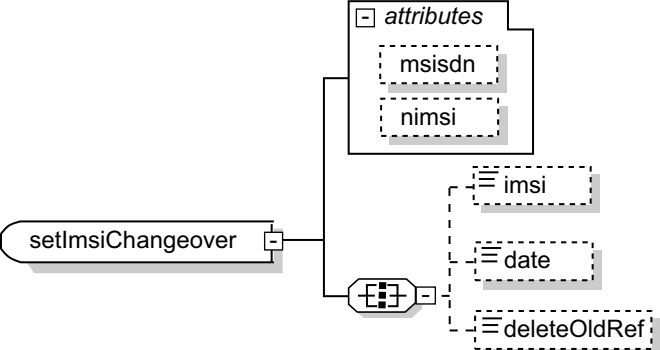 attributes
msisdn
nimsi
imsi
setImsiChangeover
date
deleteOldRef